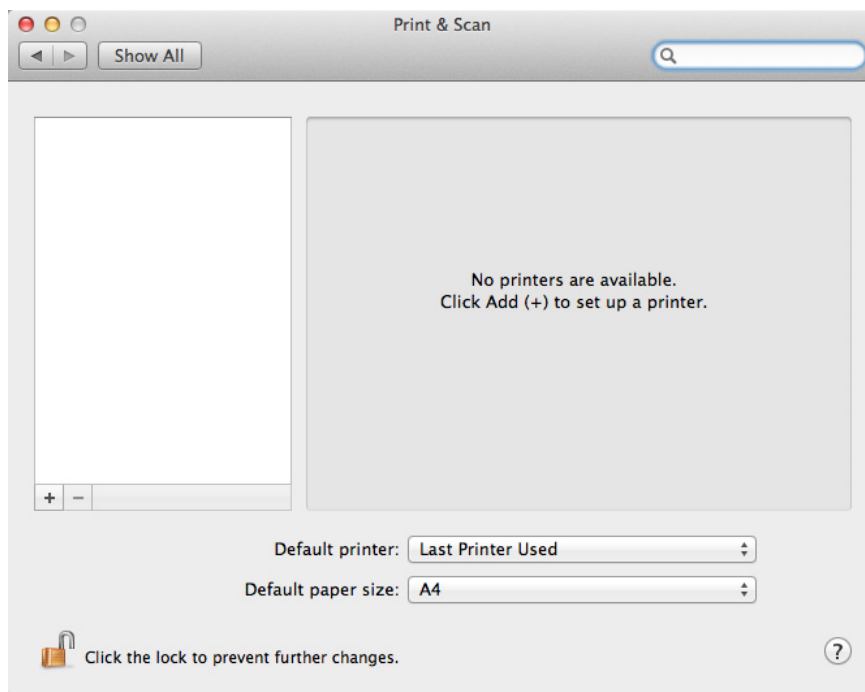 Print & Scan
Show All
No printers are available.
Click Add (+) to set up a printer.
+ −
Default printer: Last Printer Used
Default paper size: A4
Click the lock to prevent further changes.
?